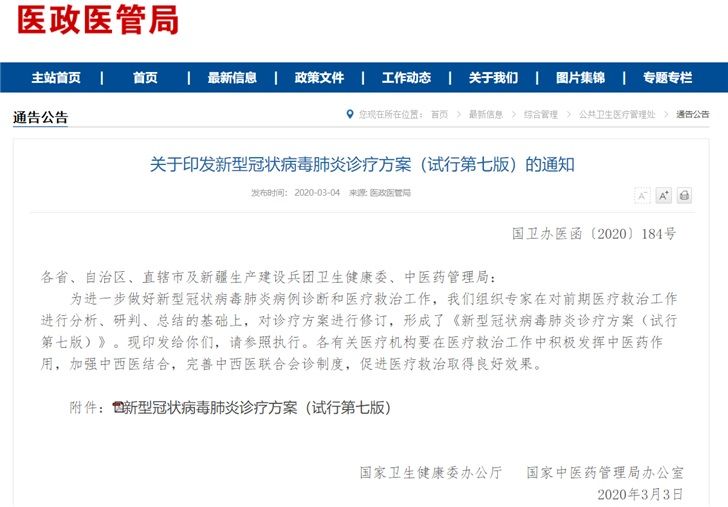 医政医管局
主站首页 | 首页 | 最新信息 | 政策文件 | 工作动态 | 关于我们 | 图片集锦 | 专题专栏
通告公告
您现在所在位置： 首页 > 最新信息 > 综合管理 > 公共卫生医疗管理处 > 通告公告
关于印发新型冠状病毒肺炎诊疗方案（试行第七版）的通知
发布时间： 2020-03-04 来源: 医政医管局
A- A+
国卫办医函〔2020〕184号
各省、自治区、直辖市及新疆生产建设兵团卫生健康委、中医药管理局：
为进一步做好新型冠状病毒肺炎病例诊断和医疗救治工作，我们组织专家在对前期医疗救治工作
进行分析、研判、总结的基础上，对诊疗方案进行修订，形成了《新型冠状病毒肺炎诊疗方案（试行
第七版）》。现印发给你们，请参照执行。各有关医疗机构要在医疗救治工作中积极发挥中医药作
用，加强中西医结合，完善中西医联合会诊制度，促进医疗救治取得良好效果。
附件：新型冠状病毒肺炎诊疗方案（试行第七版）
国家卫生健康委办公厅 国家中医药管理局办公室
2020年3月3日